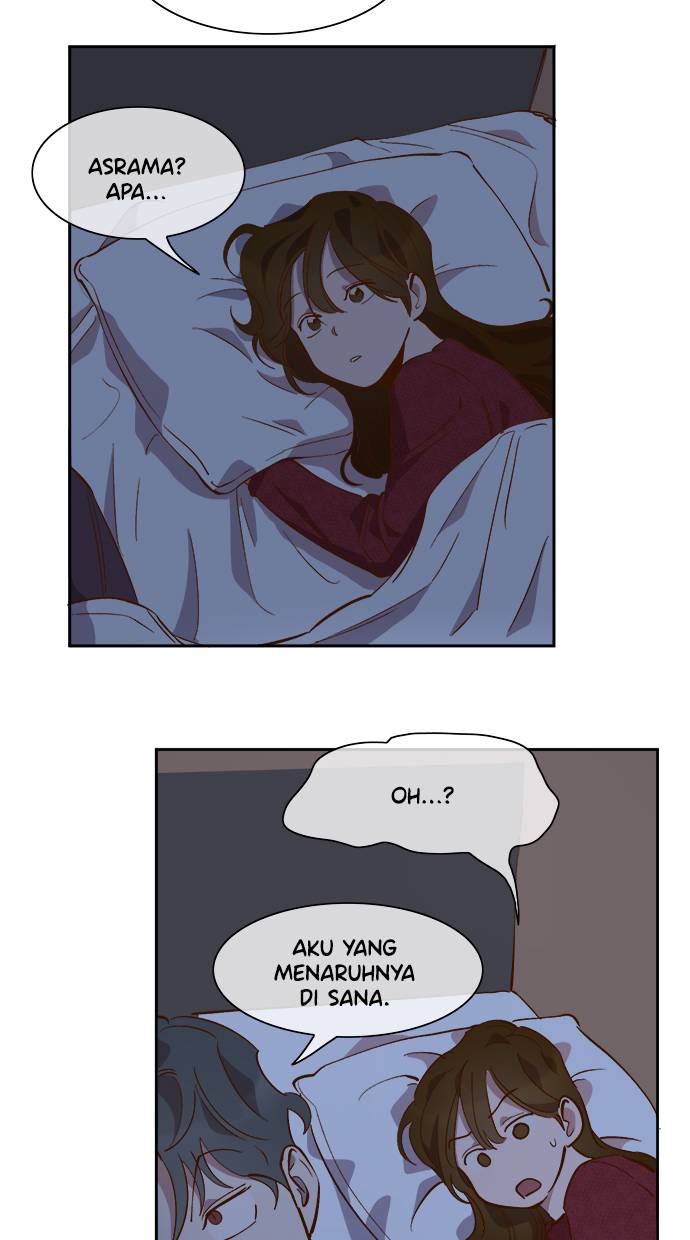 ASRAMA?
APA...
OH...?
AKU YANG
MENARUHNYA
DI SANA.